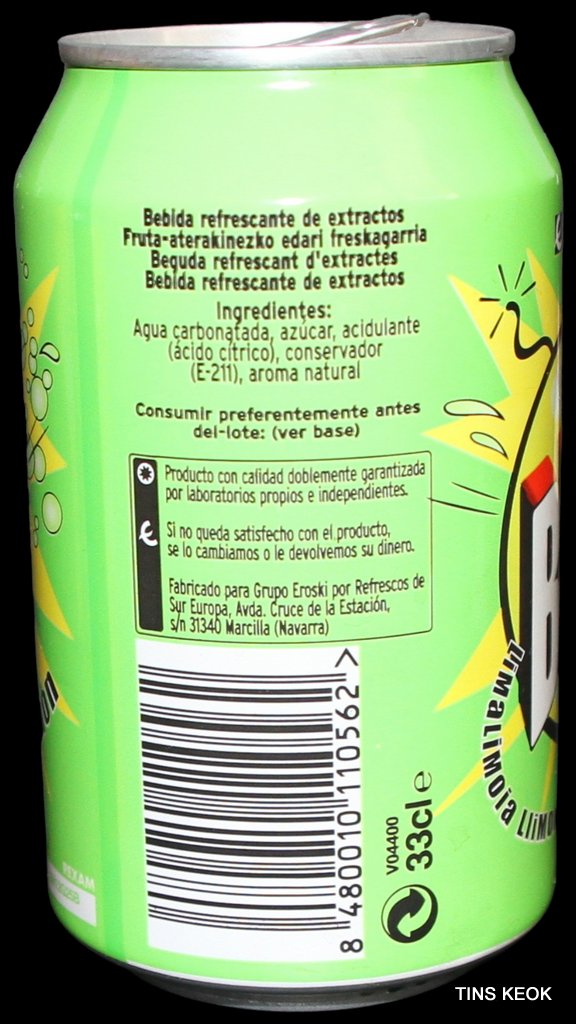 Bebida refrescante de extractos
Fruta-aterakinezko edari freskagarria
Beguda refrescant d'extractes
Bebida refrescante de extractos
Ingredientes:
Agua carbonatada, azúcar, acidulante
(ácido cítrico), conservador
(E-211), aroma natural
Consumir preferentemente antes
del-lote: (ver base)
Producto con calidad doblemente garantizada
por laboratorios propios e independientes.
Si no queda satisfecho con el producto,
se lo cambiamos o le devolvemos su dinero.
Fabricado para Grupo Eroski por Refrescos de
Sur Europa, Avda. Cruce de la Estación,
s/n 31340 Marcilla (Navarra)
8 480010 110562 >
V04400
33cl e
B
LiMALiMOia LLiMO
REXAM
TINS KEOK